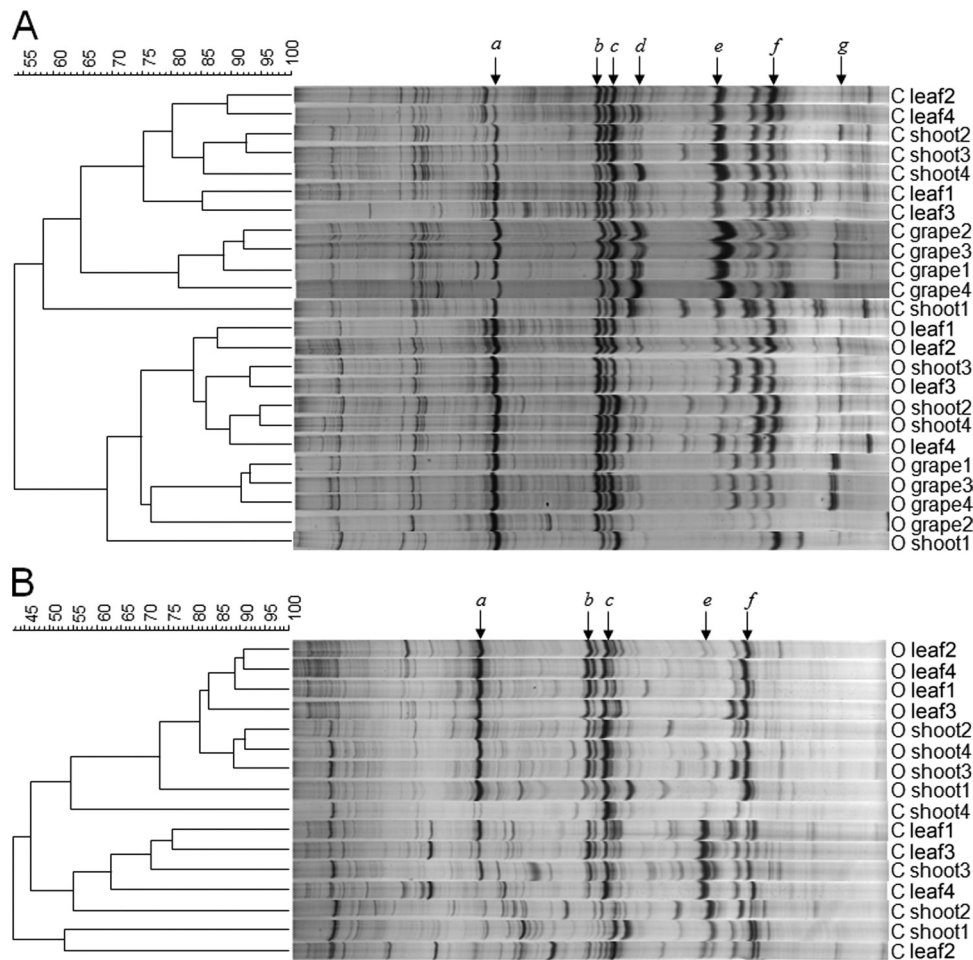 A
55 60 65 70 75 80 85 90 95 100
a b c d e f g
C leaf2
C leaf4
C shoot2
C shoot3
C shoot4
C leaf1
C leaf3
C grape2
C grape3
C grape1
C grape4
C shoot1
O leaf1
O leaf2
O shoot3
O leaf3
O shoot2
O shoot4
O leaf4
O grape1
O grape3
O grape4
O grape2
O shoot1
B
45 50 55 60 65 70 75 80 85 90 95 100
a b c e f
O leaf2
O leaf4
O leaf1
O leaf3
O shoot2
O shoot4
O shoot3
O shoot1
C shoot4
C leaf1
C leaf3
C shoot3
C leaf4
C shoot2
C shoot1
C leaf2